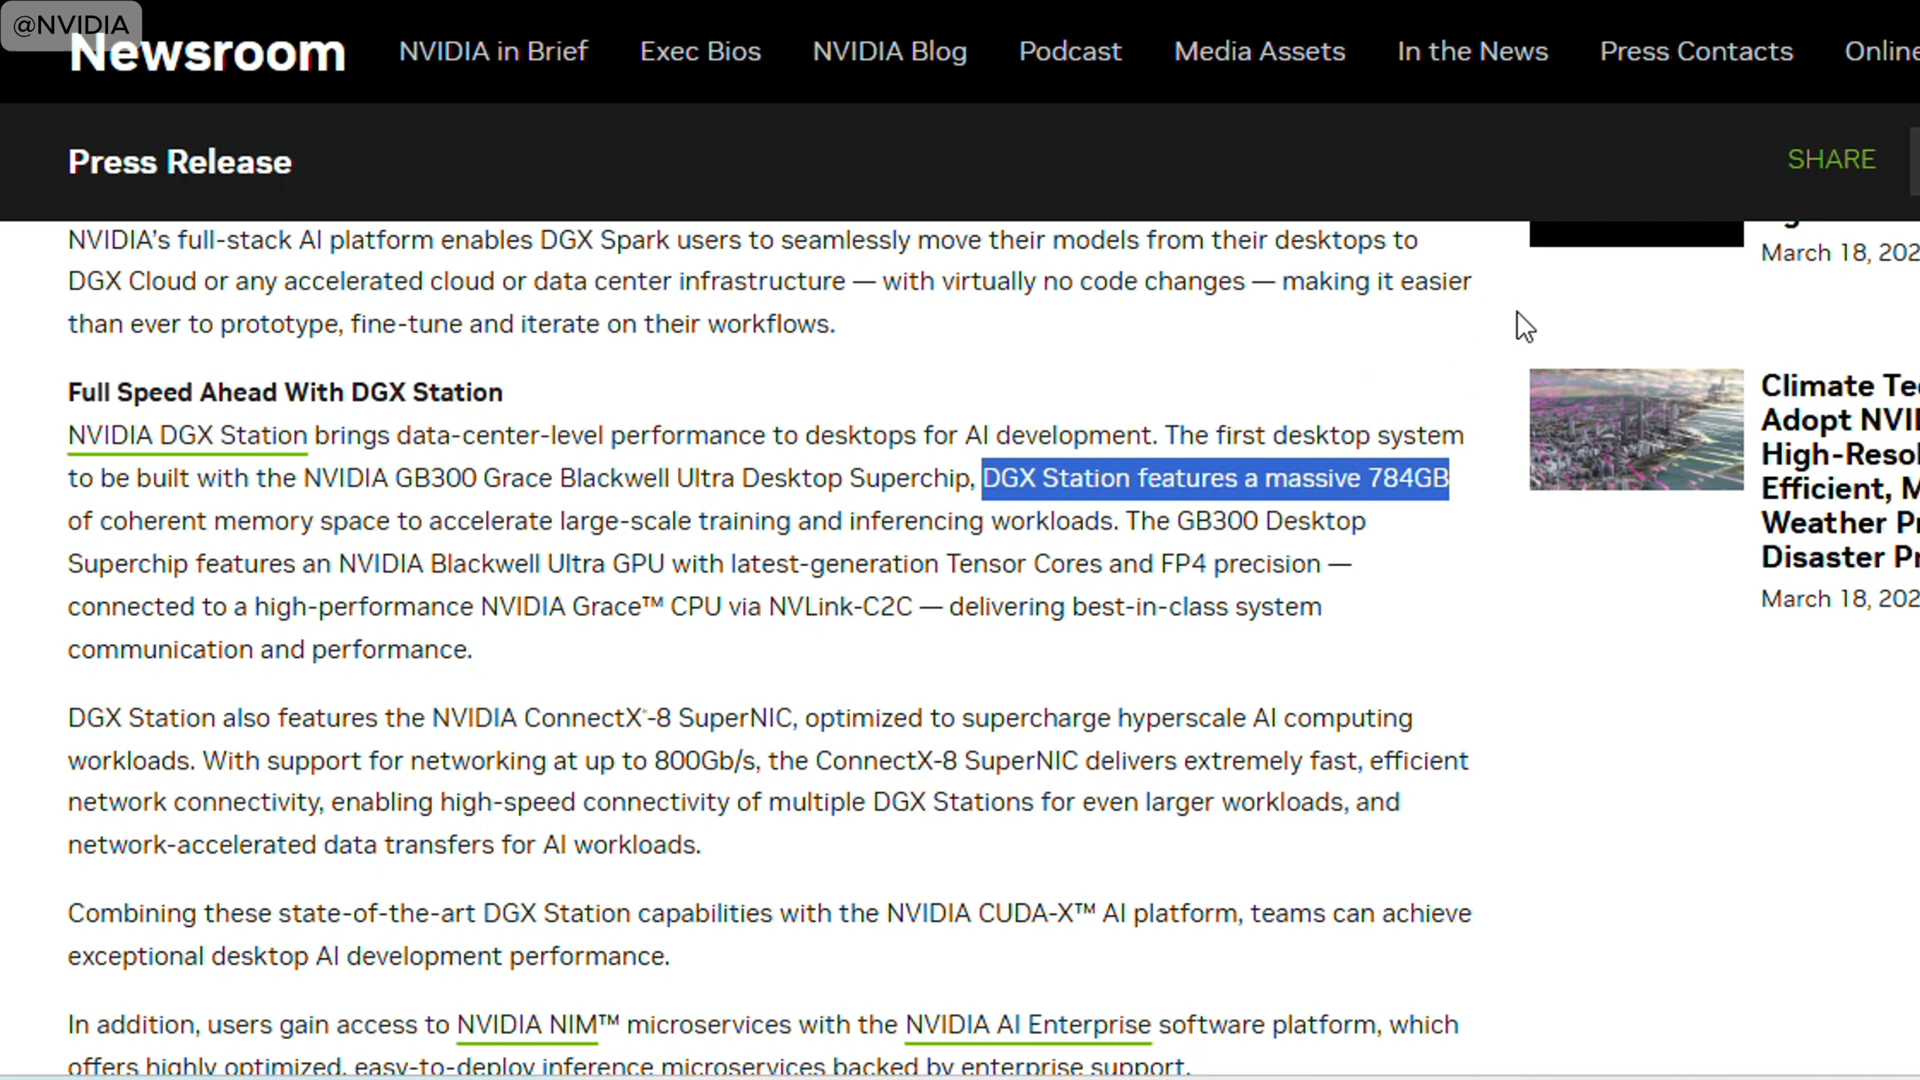 @NVIDIA
Newsroom NVIDIA in Brief Exec Bios NVIDIA Blog Podcast Media Assets In the News Press Contacts Online
Press Release
SHARE
NVIDIA's full-stack AI platform enables DGX Spark users to seamlessly move their models from their desktops to
DGX Cloud or any accelerated cloud or data center infrastructure — with virtually no code changes — making it easier
than ever to prototype, fine-tune and iterate on their workflows.
Full Speed Ahead With DGX Station
NVIDIA DGX Station brings data-center-level performance to desktops for AI development. The first desktop system
to be built with the NVIDIA GB300 Grace Blackwell Ultra Desktop Superchip, DGX Station features a massive 784GB
of coherent memory space to accelerate large-scale training and inferencing workloads. The GB300 Desktop
Superchip features an NVIDIA Blackwell Ultra GPU with latest-generation Tensor Cores and FP4 precision —
connected to a high-performance NVIDIA Grace™ CPU via NVLink-C2C — delivering best-in-class system
communication and performance.
DGX Station also features the NVIDIA ConnectX®-8 SuperNIC, optimized to supercharge hyperscale AI computing
workloads. With support for networking at up to 800Gb/s, the ConnectX-8 SuperNIC delivers extremely fast, efficient
network connectivity, enabling high-speed connectivity of multiple DGX Stations for even larger workloads, and
network-accelerated data transfers for AI workloads.
Combining these state-of-the-art DGX Station capabilities with the NVIDIA CUDA-X™ AI platform, teams can achieve
exceptional desktop AI development performance.
In addition, users gain access to NVIDIA NIM™ microservices with the NVIDIA AI Enterprise software platform, which
offers highly optimized, easy-to-deploy inference microservices backed by enterprise support.
March 18, 202
Climate Te
Adopt NVI
High-Resol
Efficient, M
Weather Pr
Disaster Pr
March 18, 202